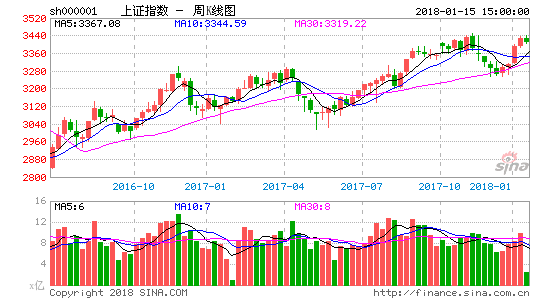 sh000001 上证指数 - 周K线图 2018-01-15 15:00:00
MA5:3367.08 MA10:3344.59 MA30:3319.22
3520
3440
3360
3280
3200
3120
3040
2960
2880
2800
sina
2016-10 2017-01 2017-04 2017-07 2017-10 2018-01
MA5:6 MA10:7 MA30:8
16
12
8
4
x亿
Copyright 2018 SINA.COM http://finance.sina.com.cn